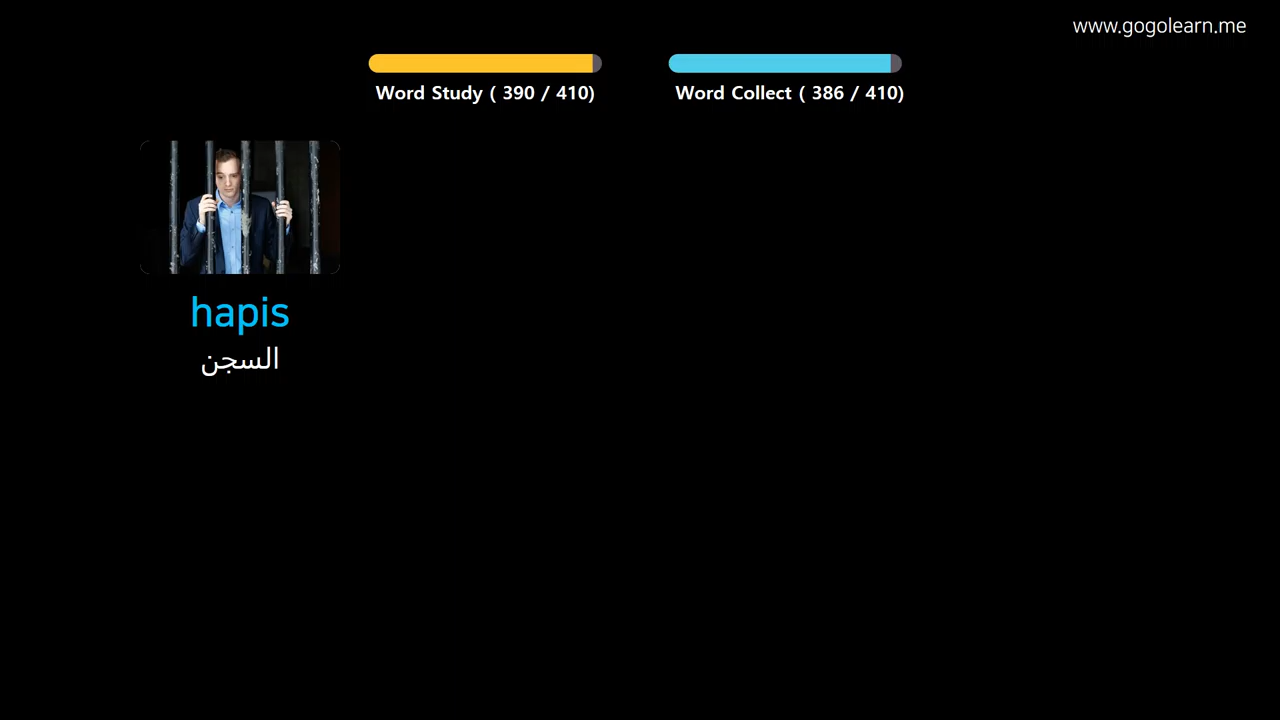 www.gogolearn.me
Word Study ( 390 / 410)
Word Collect ( 386 / 410)
hapis
السجن